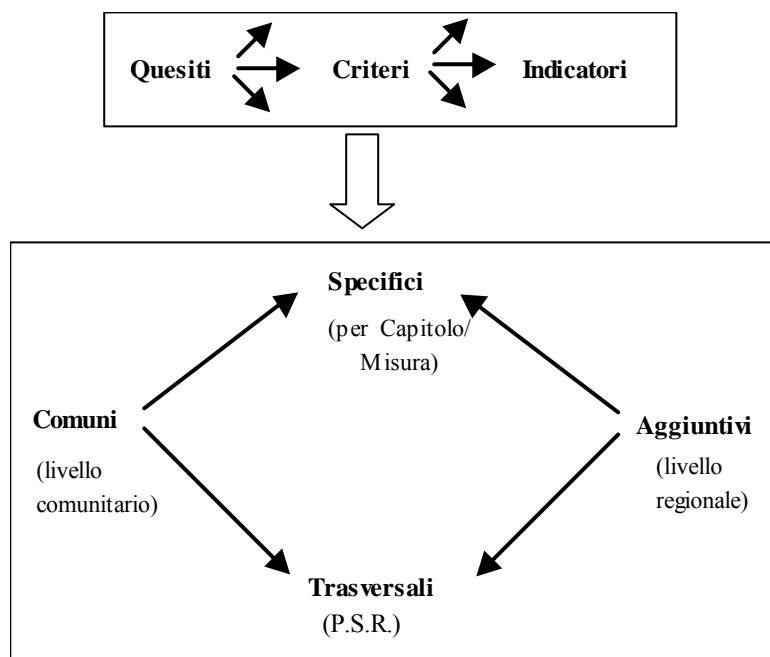 Quesiti Criteri Indicatori
Specifici
(per Capitolo/
Misura)
Comuni
(livello
comunitario)
Aggiuntivi
(livello
regionale)
Trasversali
(P.S.R.)